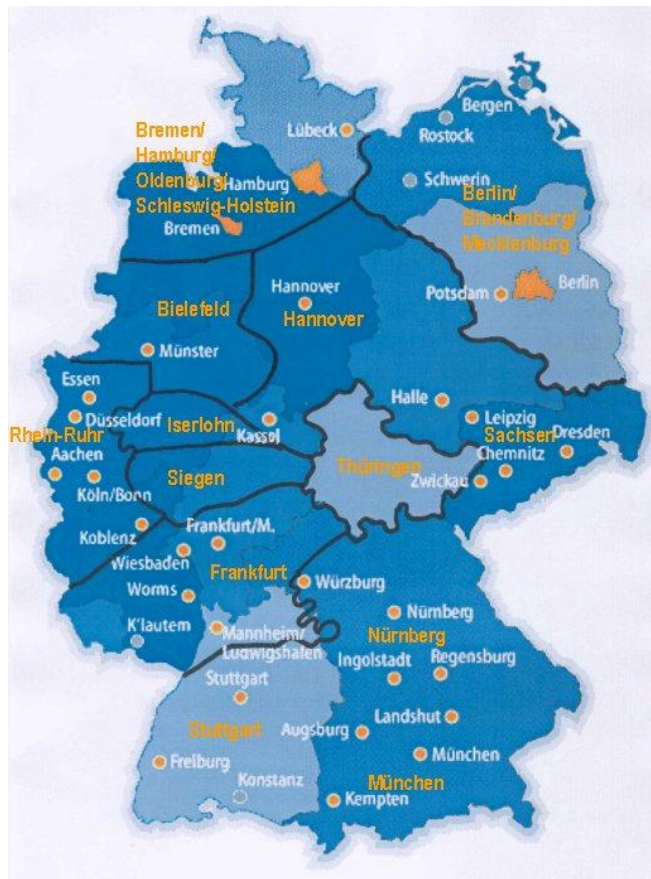 Bergen
Rostock
Lübeck
Bremen/
Hamburg/
Oldenburg/
Schleswig-Holstein
Hamburg
Bremen
Schwerin
Berlin/
Brandenburg/
Mecklenburg
Berlin
Potsdam
Hannover
Hannover
Bielefeld
Münster
Essen
Düsseldorf
Rhein-Ruhr
Iserlohn
Kassel
Halle
Leipzig
Sachsen
Dresden
Chemnitz
Zwickau
Thüringen
Aachen
Köln/Bonn
Siegen
Koblenz
Frankfurt/M.
Wiesbaden
Frankfurt
Würzburg
Worms
K'lautern
Mannheim/
Ludwigshafen
Nürnberg
Nürnberg
Ingolstadt
Regensburg
Stuttgart
Stuttgart
Augsburg
Landshut
München
München
Freiburg
Konstanz
Kempten